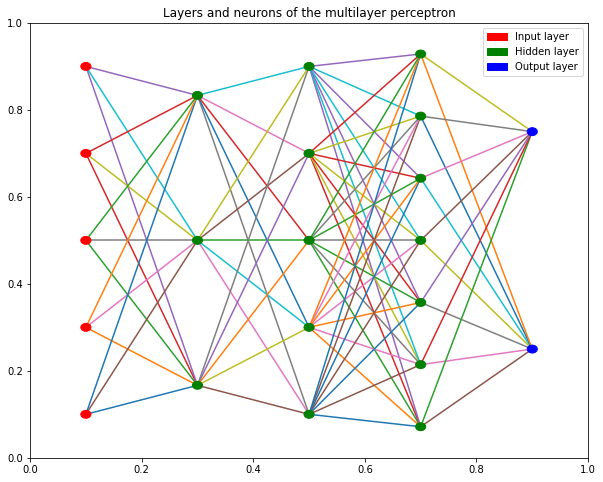 Layers and neurons of the multilayer perceptron
1.0
0.8
0.6
0.4
0.2
0.0
0.0 0.2 0.4 0.6 0.8 1.0
Input layer
Hidden layer
Output layer